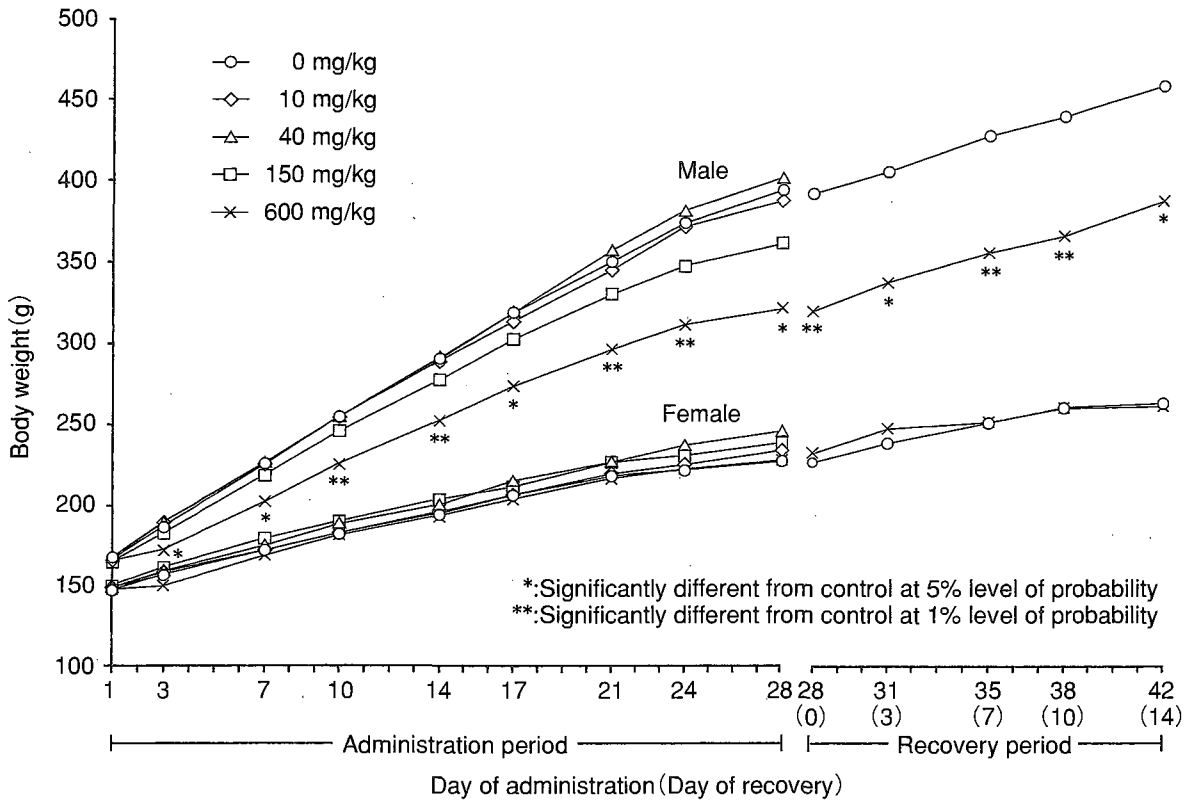 500
450
400
350
300
250
200
150
100
Body weight(g)
0 mg/kg
10 mg/kg
40 mg/kg
150 mg/kg
600 mg/kg
Male
Female
*
*
**
**
*
**
**
*
**
*
**
**
*
*:Significantly different from control at 5% level of probability
**:Significantly different from control at 1% level of probability
1 3 7 10 14 17 21 24 28 28 31 35 38 42
(0) (3) (7) (10) (14)
Administration period Recovery period
Day of administration(Day of recovery)